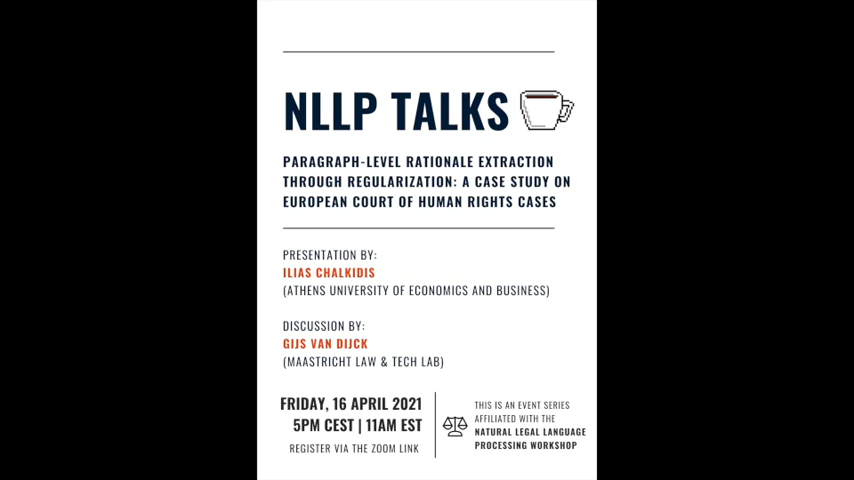 NLLP TALKS
PARAGRAPH-LEVEL RATIONALE EXTRACTION
THROUGH REGULARIZATION: A CASE STUDY ON
EUROPEAN COURT OF HUMAN RIGHTS CASES
PRESENTATION BY:
ILIAS CHALKIDIS
(ATHENS UNIVERSITY OF ECONOMICS AND BUSINESS)
DISCUSSION BY:
GIJS VAN DIJCK
(MAASTRICHT LAW & TECH LAB)
FRIDAY, 16 APRIL 2021
5PM CEST | 11AM EST
REGISTER VIA THE ZOOM LINK
THIS IS AN EVENT SERIES
AFFILIATED WITH THE
NATURAL LEGAL LANGUAGE
PROCESSING WORKSHOP